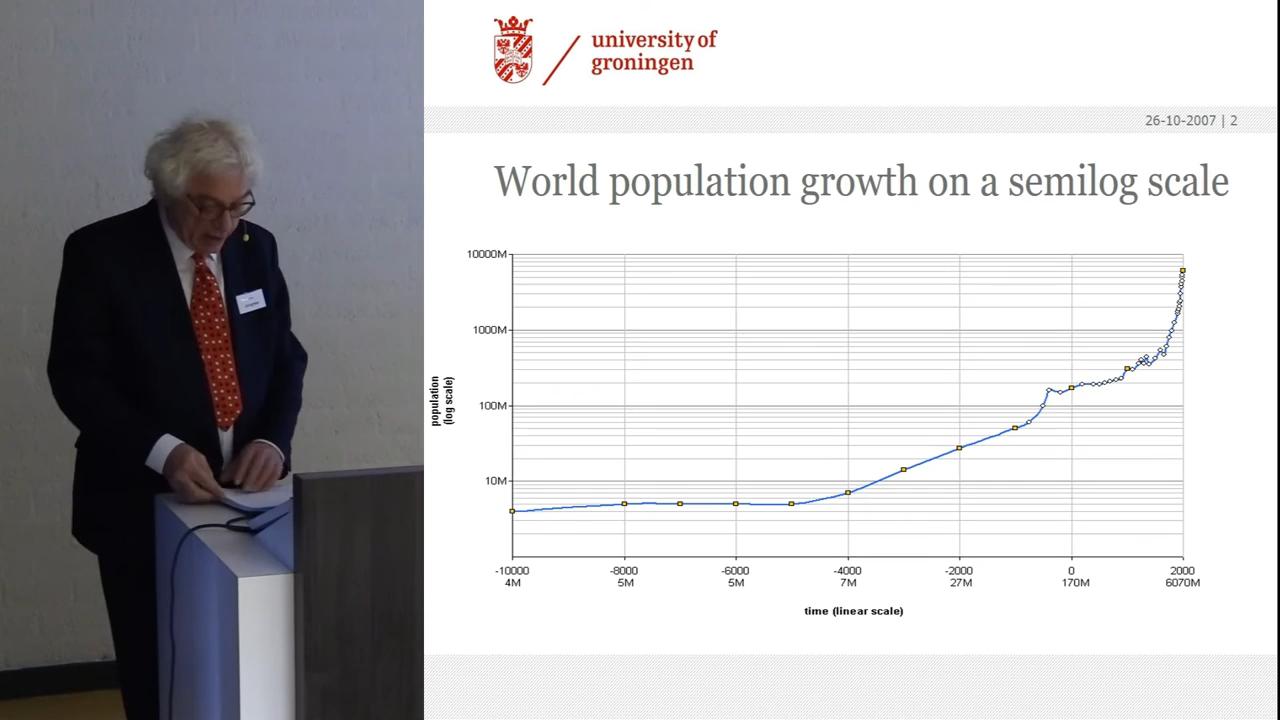 university of
groningen
26-10-2007 | 2
World population growth on a semilog scale
10000M
1000M
100M
10M
population
(log scale)
-10000 -8000 -6000 -4000 -2000 0 2000
4M 5M 5M 7M 27M 170M 6070M
time (linear scale)